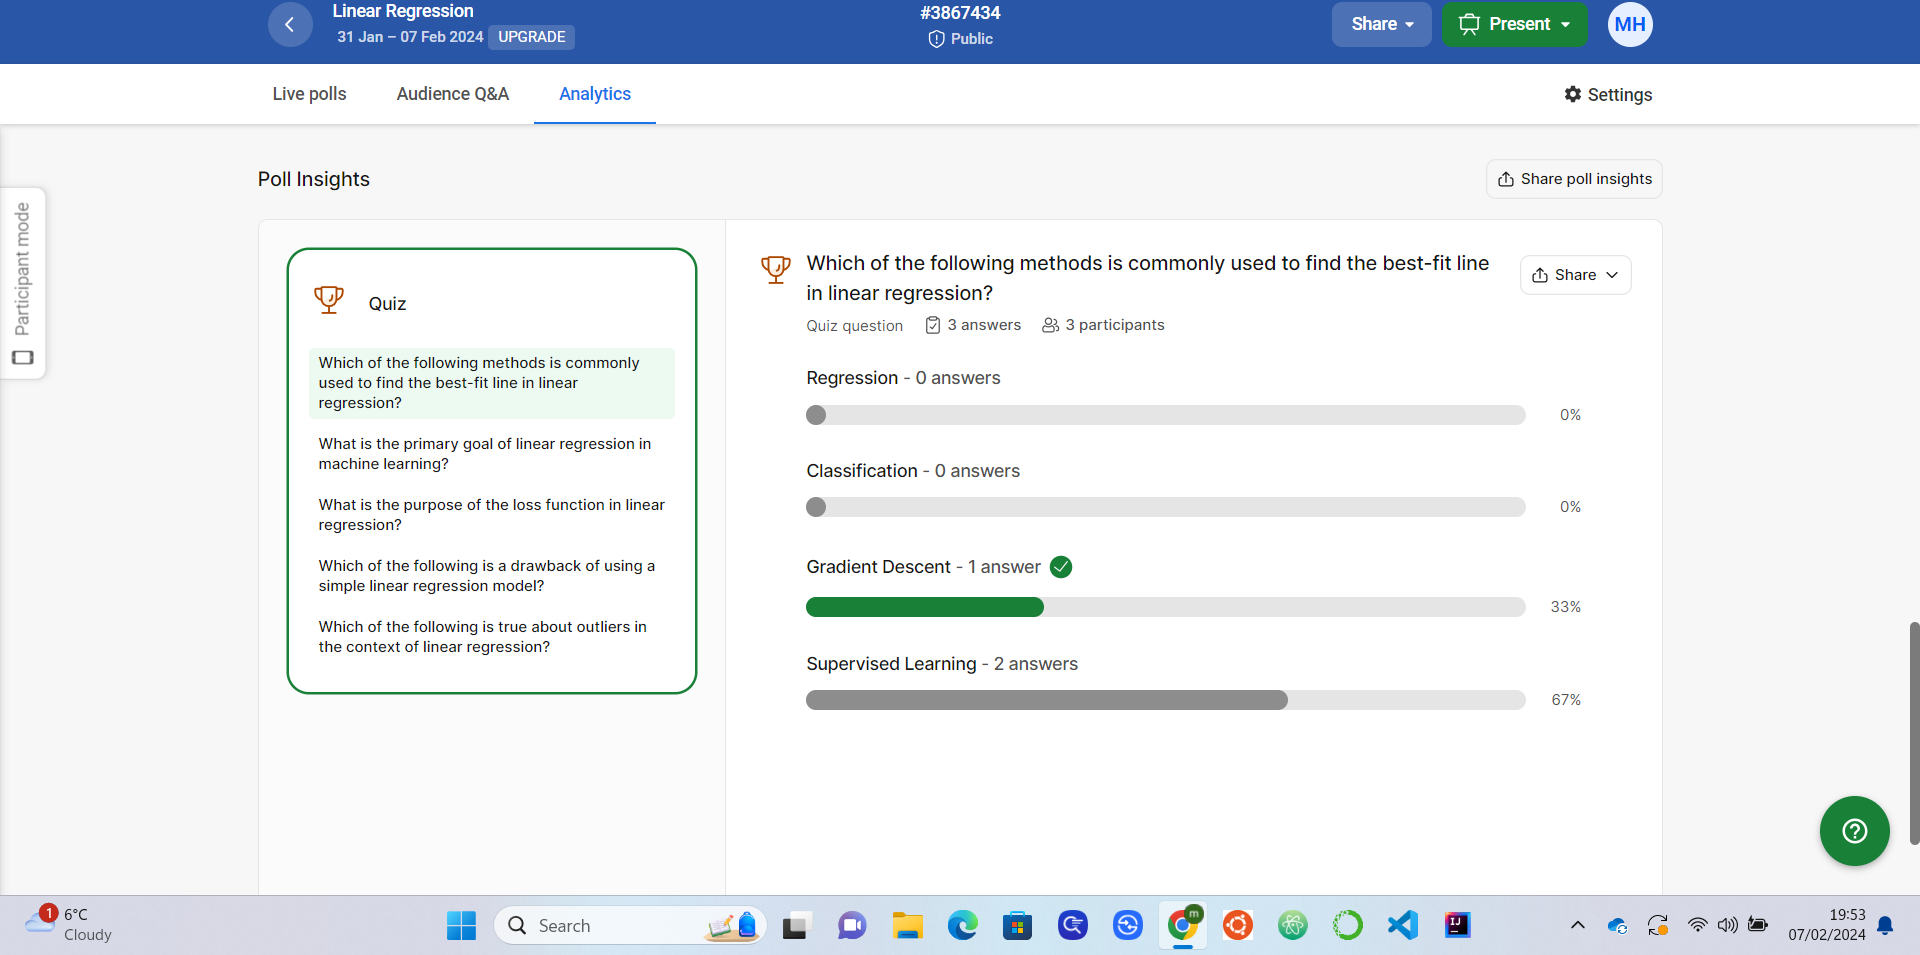 Linear Regression
31 Jan – 07 Feb 2024 UPGRADE
#3867434
Public
Share
Present
MH
Live polls
Audience Q&A
Analytics
Settings
Participant mode
Poll Insights
Share poll insights
Quiz
Which of the following methods is commonly
used to find the best-fit line in linear
regression?
What is the primary goal of linear regression in
machine learning?
What is the purpose of the loss function in linear
regression?
Which of the following is a drawback of using a
simple linear regression model?
Which of the following is true about outliers in
the context of linear regression?
Which of the following methods is commonly used to find the best-fit line
in linear regression?
Share
Quiz question 3 answers 3 participants
Regression - 0 answers
0%
Classification - 0 answers
0%
Gradient Descent - 1 answer
33%
Supervised Learning - 2 answers
67%
1
6°C
Cloudy
Search
m
IJ
19:53
07/02/2024